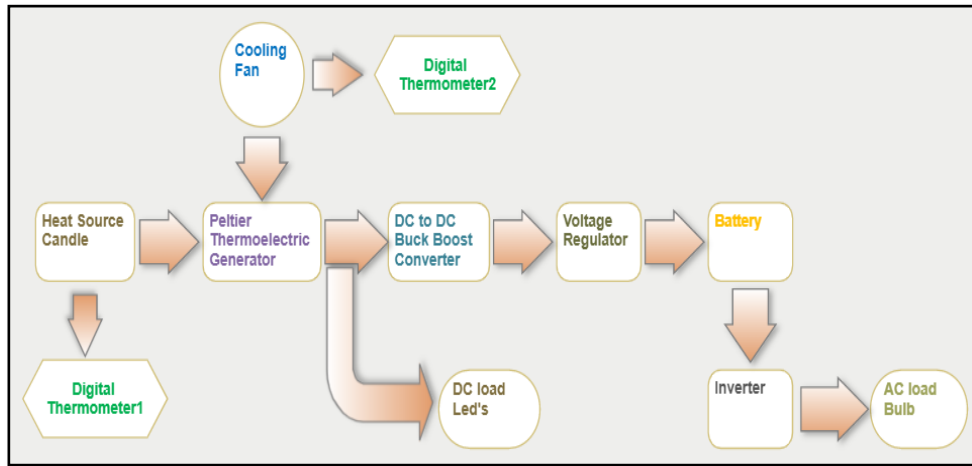 Cooling
Fan
Digital
Thermometer2
Heat Source
Candle
Peltier
Thermoelectric
Generator
DC to DC
Buck Boost
Converter
Voltage
Regulator
Battery
Digital
Thermometer1
DC load
Led's
Inverter
AC load
Bulb